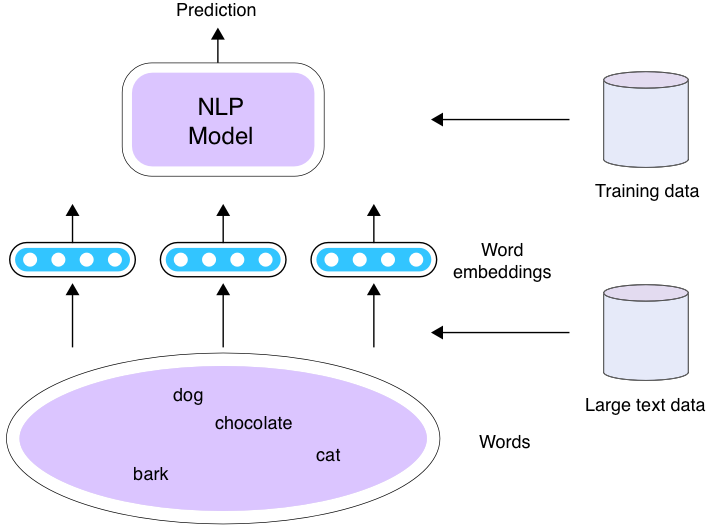 Prediction
NLP
Model
Training data
Word
embeddings
Large text data
dog
chocolate
cat
bark
Words